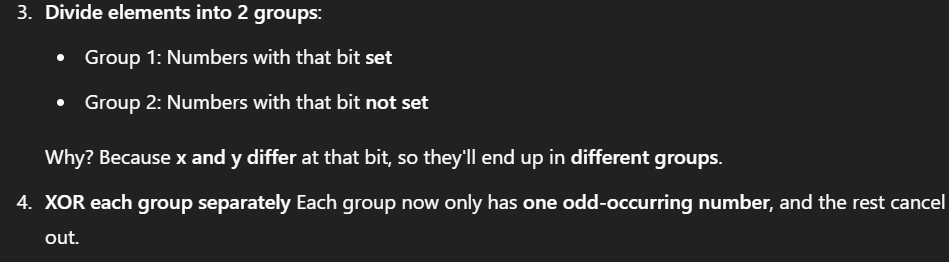 3. Divide elements into 2 groups:
• Group 1: Numbers with that bit set
• Group 2: Numbers with that bit not set
Why? Because x and y differ at that bit, so they'll end up in different groups.
4. XOR each group separately Each group now only has one odd-occurring number, and the rest cancel
out.